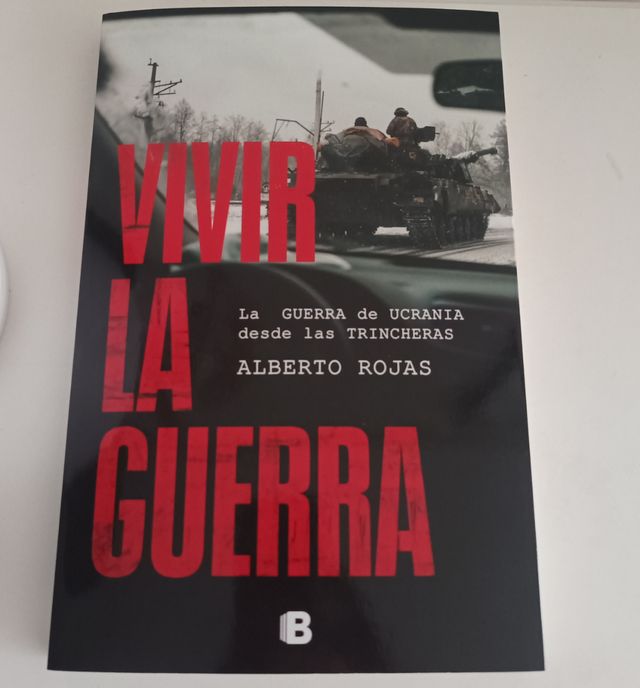 VIVIR
LA
La GUERRA de UCRANIA
desde las TRINCHERAS
ALBERTO ROJAS
GUERRA
B